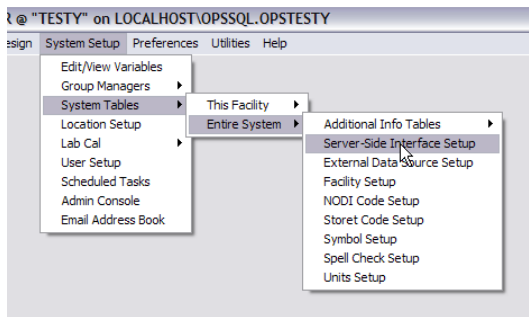 R @ "TESTY" on LOCALHOST\OPSSQL.OPSTESTY
esign System Setup Preferences Utilities Help
Edit/View Variables
Group Managers
System Tables
Location Setup
Lab Cal
User Setup
Scheduled Tasks
Admin Console
Email Address Book
This Facility
Entire System
Additional Info Tables
Server-Side Interface Setup
External Data Source Setup
Facility Setup
NODI Code Setup
Storet Code Setup
Symbol Setup
Spell Check Setup
Units Setup